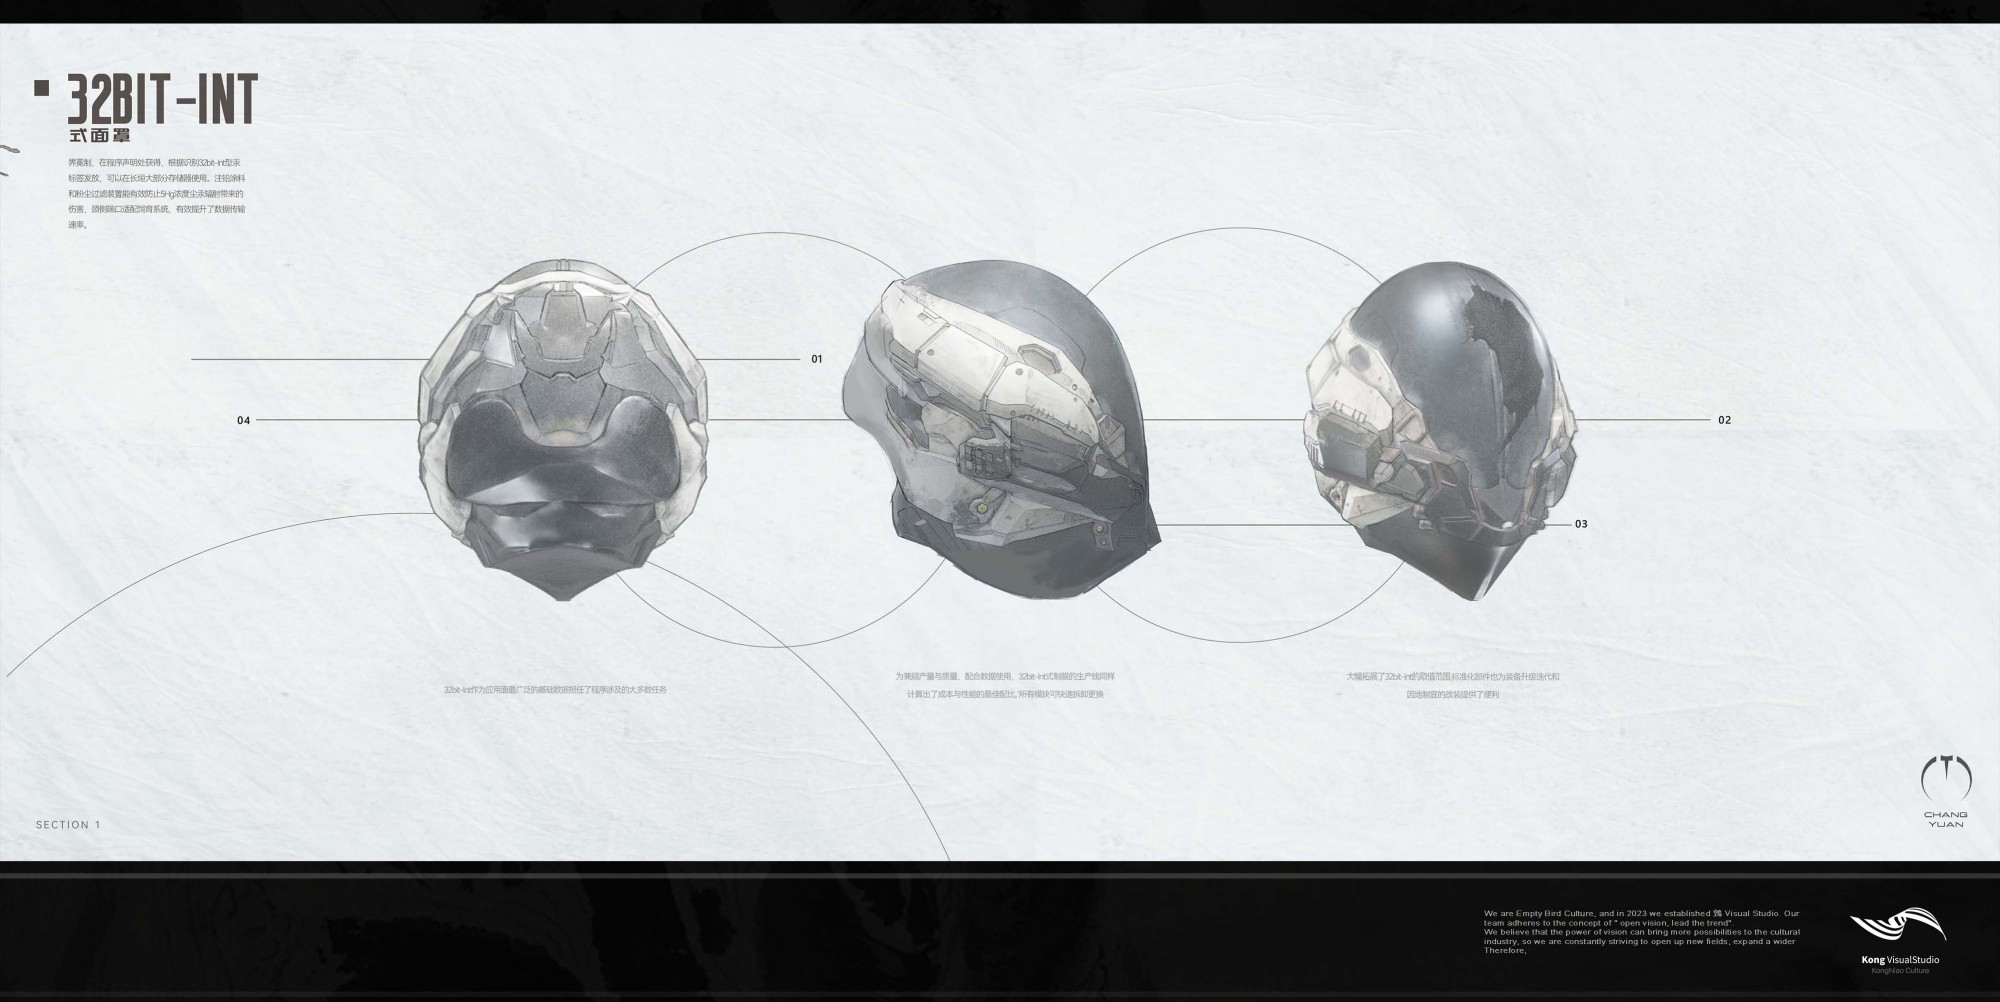 32BIT-INT
式面罩
界冕制，在程序声明处获得，根据识别32bit-Int型汞
标签发放，可以在长垣大部分存储器使用。注铅涂料
和粉尘过滤装置能有效防止5Hg浓度尘汞辐射带来的
伤害，颈侧端口适配饲育系统，有效提升了数据传输
速率。
01
04
02
03
32bit-Int作为应用面最广泛的基础数据担任了程序涉及的大多数任务
为兼顾产量与质量，配合数据使用，32bit-Int式制服的生产线同样
计算出了成本与性能的最佳配比。所有模块可快速拆卸更换
大幅拓展了32bit-Int的取值范围,标准化部件也为装备升级迭代和
因地制宜的改装提供了便利
SECTION 1
CHANG
YUAN
We are Empty Bird Culture, and in 2023 we established Visual Studio. Our
team adheres to the concept of " open vision, lead the trend".
We believe that the power of vision can bring more possibilities to the cultural
industry, so we are constantly striving to open up new fields, expand a wider
Therefore,
Kong VisualStudio
KongNiao Culture